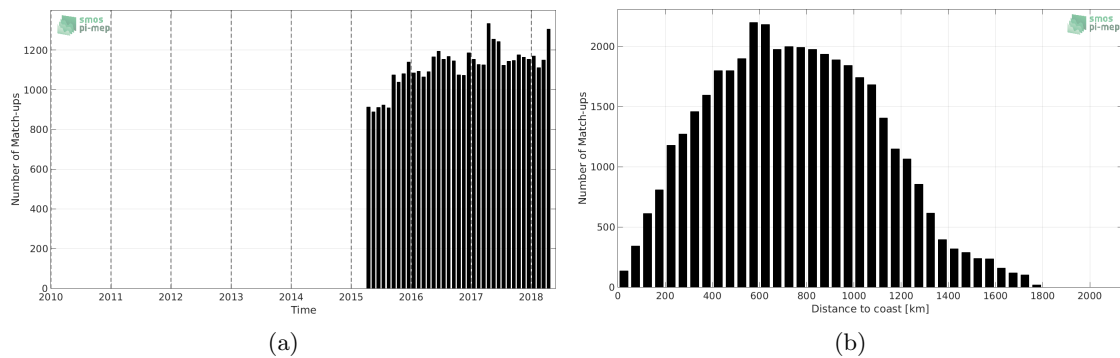 smos
pi-mep
Number of Match-ups
1200
1000
800
600
400
200
0
2010 2011 2012 2013 2014 2015 2016 2017 2018
Time
(a)
smos
pi-mep
Number of Match-ups
2000
1500
1000
500
0
0 200 400 600 800 1000 1200 1400 1600 1800 2000
Distance to coast [km]
(b)